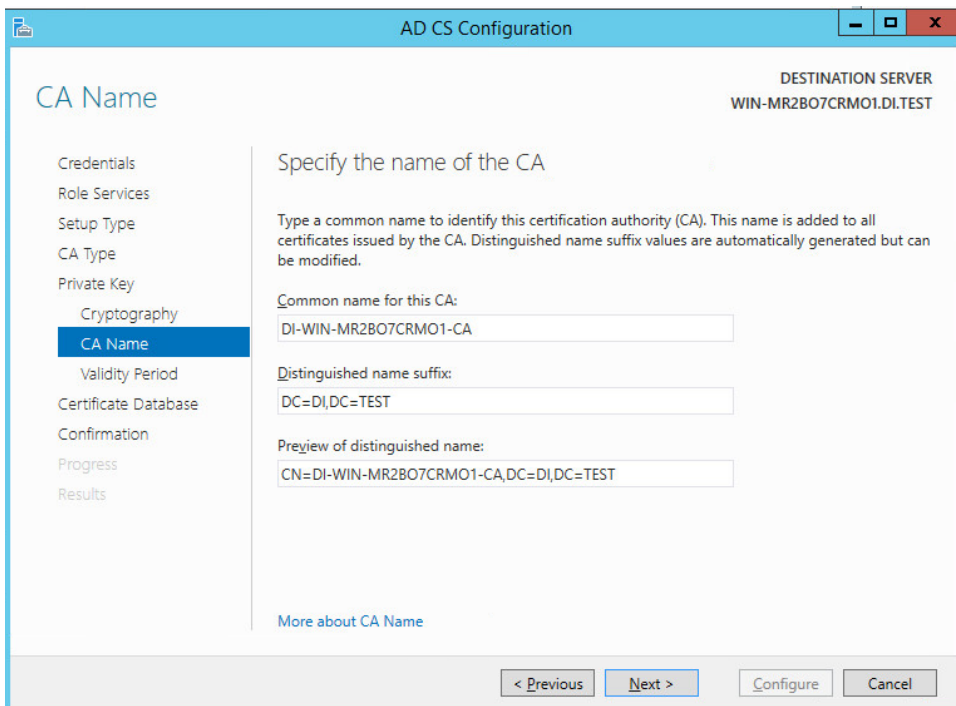 AD CS Configuration
DESTINATION SERVER
WIN-MR2BO7CRMO1.DI.TEST
CA Name
Credentials
Role Services
Setup Type
CA Type
Private Key
Cryptography
CA Name
Validity Period
Certificate Database
Confirmation
Progress
Results
Specify the name of the CA
Type a common name to identify this certification authority (CA). This name is added to all
certificates issued by the CA. Distinguished name suffix values are automatically generated but can
be modified.
Common name for this CA:
DI-WIN-MR2BO7CRMO1-CA
Distinguished name suffix:
DC=DI,DC=TEST
Preview of distinguished name:
CN=DI-WIN-MR2BO7CRMO1-CA,DC=DI,DC=TEST
More about CA Name
< Previous
Next >
Configure
Cancel